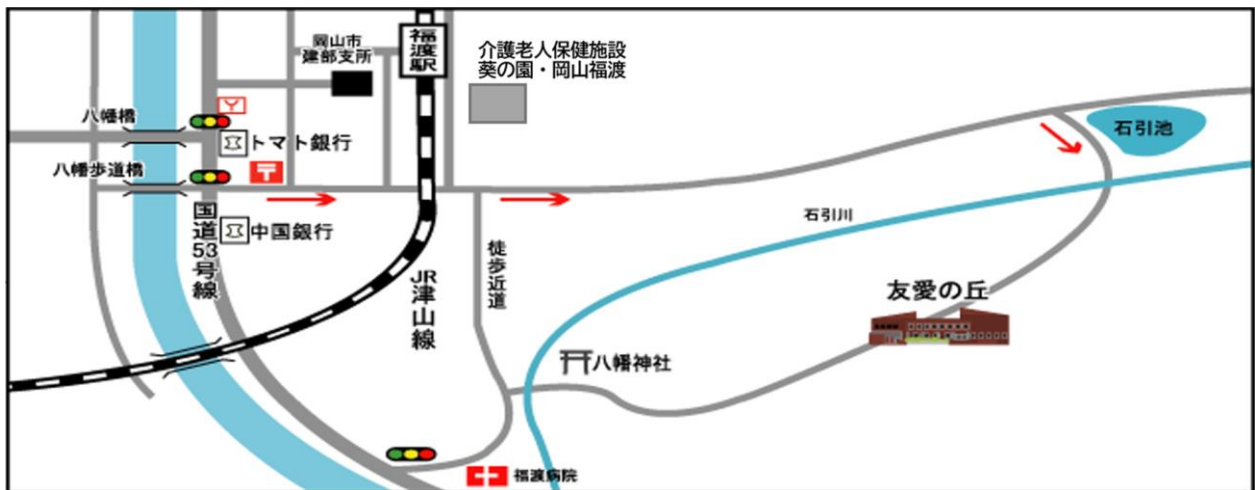 岡山市
建部支所
福渡駅
介護老人保健施設
葵の園・岡山福渡
八幡橋
トマト銀行
石引池
八幡歩道橋
国道53号線
中国銀行
石引川
徒歩近道
JR津山線
友愛の丘
八幡神社
福渡病院